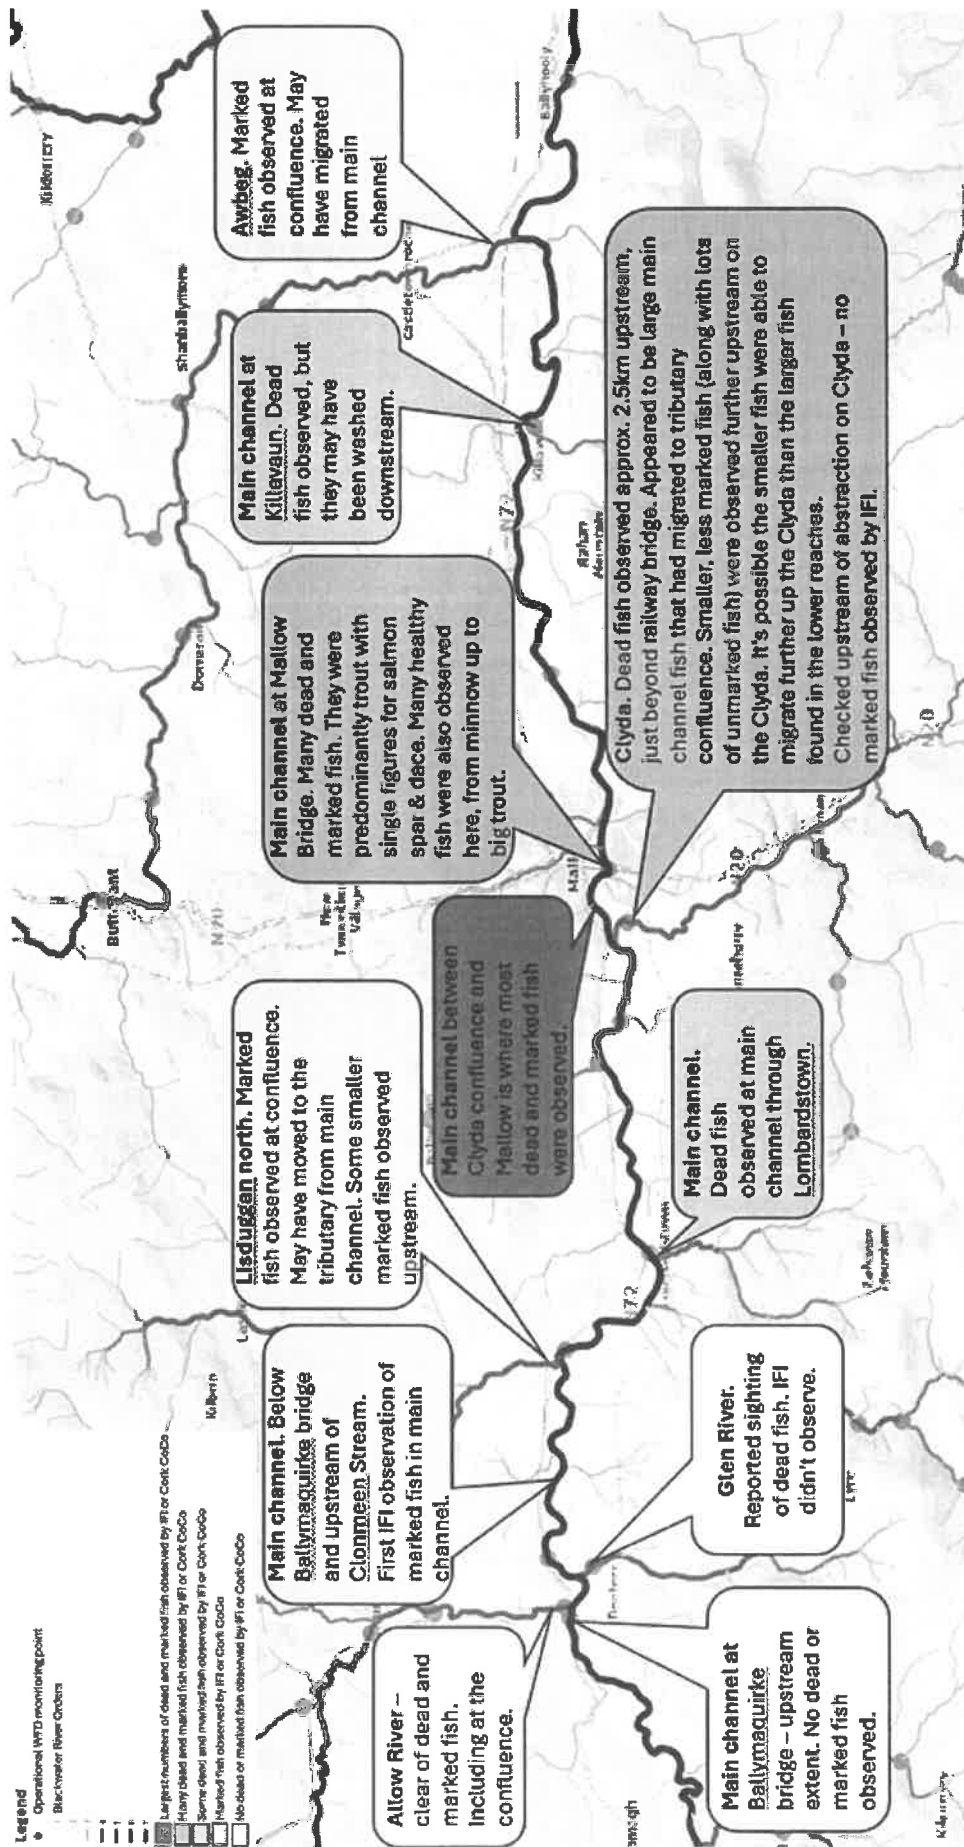 Legend
Operational WFD monitoring point
Blackwater River Orders
Largest numbers of dead and marked fish observed by IFI or Cork CoCo
Many dead and marked fish observed by IFI or Cork CoCo
Some dead and marked fish observed by IFI or Cork CoCo
Marked fish observed by IFI or Cork CoCo
No dead or marked fish observed by IFI or Cork CoCo
Allow River –
clear of dead and
marked fish.
Including at the
confluence.
Main channel at
Ballymaquirke
bridge – upstream
extent. No dead or
marked fish
observed.
Main channel. Below
Ballymaquirke bridge
and upstream of
Clonmeen Stream.
First IFI observation of
marked fish in main
channel.
Glen River.
Reported sighting
of dead fish. IFI
didn't observe.
Lisduggan north. Marked
fish observed at confluence.
May have moved to the
tributary from main
channel. Some smaller
marked fish observed
upstream.
Main channel.
Dead fish
observed at main
channel through
Lombardstown.
Main channel between
Clyda confluence and
Mallow is where most
dead and marked fish
were observed.
Main channel at Mallow
Bridge. Many dead and
marked fish. They were
predominantly trout with
single figures for salmon
spar & dace. Many healthy
fish were also observed
here, from minnow up to
big trout.
Clyda. Dead fish observed approx. 2.5km upstream,
just beyond railway bridge. Appeared to be large main
channel fish that had migrated to tributary
confluence. Smaller, less marked fish (along with lots
of unmarked fish) were observed further upstream on
the Clyda. It's possible the smaller fish were able to
migrate further up the Clyda than the larger fish
found in the lower reaches.
Checked upstream of abstraction on Clyda – no
marked fish observed by IFI.
Main channel at
Killavaun. Dead
fish observed, but
they may have
been washed
downstream.
Awbeg. Marked
fish observed at
confluence. May
have migrated
from main
channel
Kilbrin
Buttevant
N20
New
Twopothouse
Village
Doneraile
Shanballymore
Kildorrery
Ballyhooly
N72
N72
N20
N20